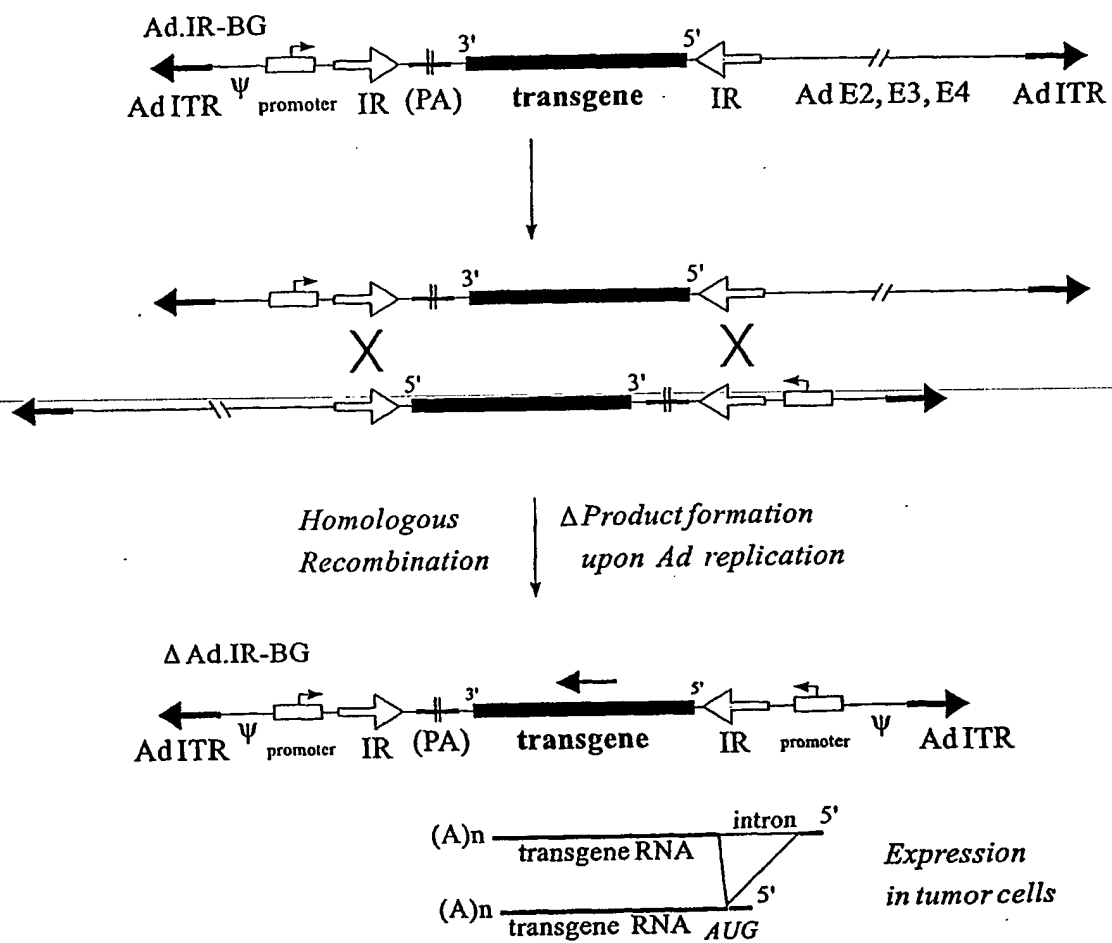 Ad.IR-BG
3' 5'
Ad ITR Ψ promoter IR (PA) transgene IR Ad E2, E3, E4 Ad ITR
3' 5'
X X
5' 3'
Homologous Recombination
Δ Product formation upon Ad replication
Δ Ad.IR-BG
3' 5'
Ad ITR Ψ promoter IR (PA) transgene IR promoter Ψ Ad ITR
(A)n transgene RNA intron 5'
(A)n transgene RNA AUG 5'
Expression in tumor cells